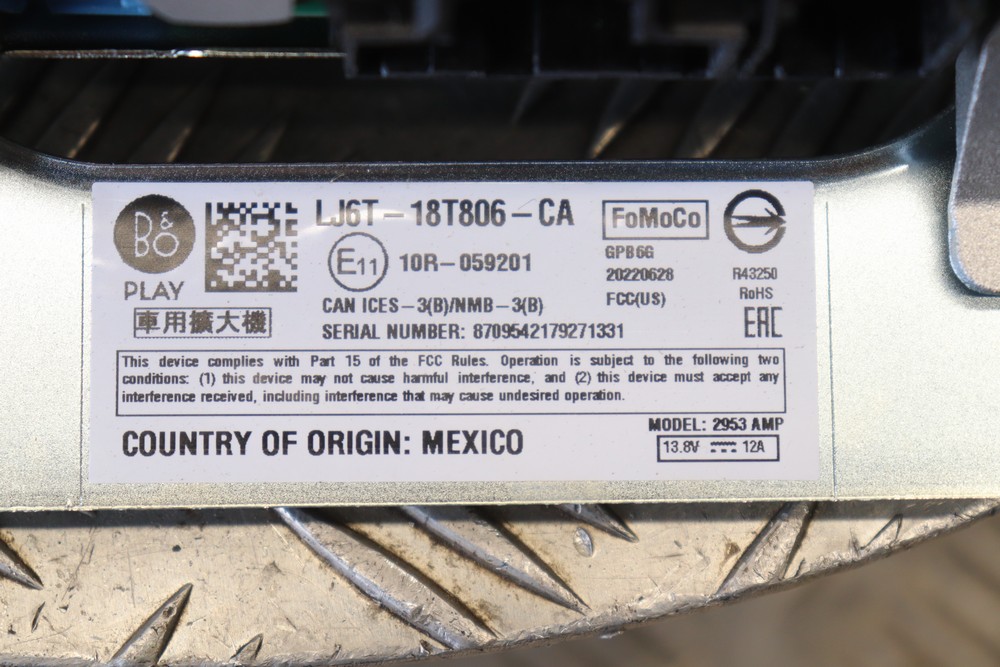 B&O
PLAY
車用擴大機
LJ6T-18T806-CA
E11 10R-059201
CAN ICES-3(B)/NMB-3(B)
SERIAL NUMBER: 8709542179271331
FoMoCo
GPB6G
20220628
FCC(US)
R43250
RoHS
EAC
This device complies with Part 15 of the FCC Rules. Operation is subject to the following two
conditions: (1) this device may not cause harmful interference, and (2) this device must accept any
interference received, including interference that may cause undesired operation.
COUNTRY OF ORIGIN: MEXICO
MODEL: 2953 AMP
13.8V 12A